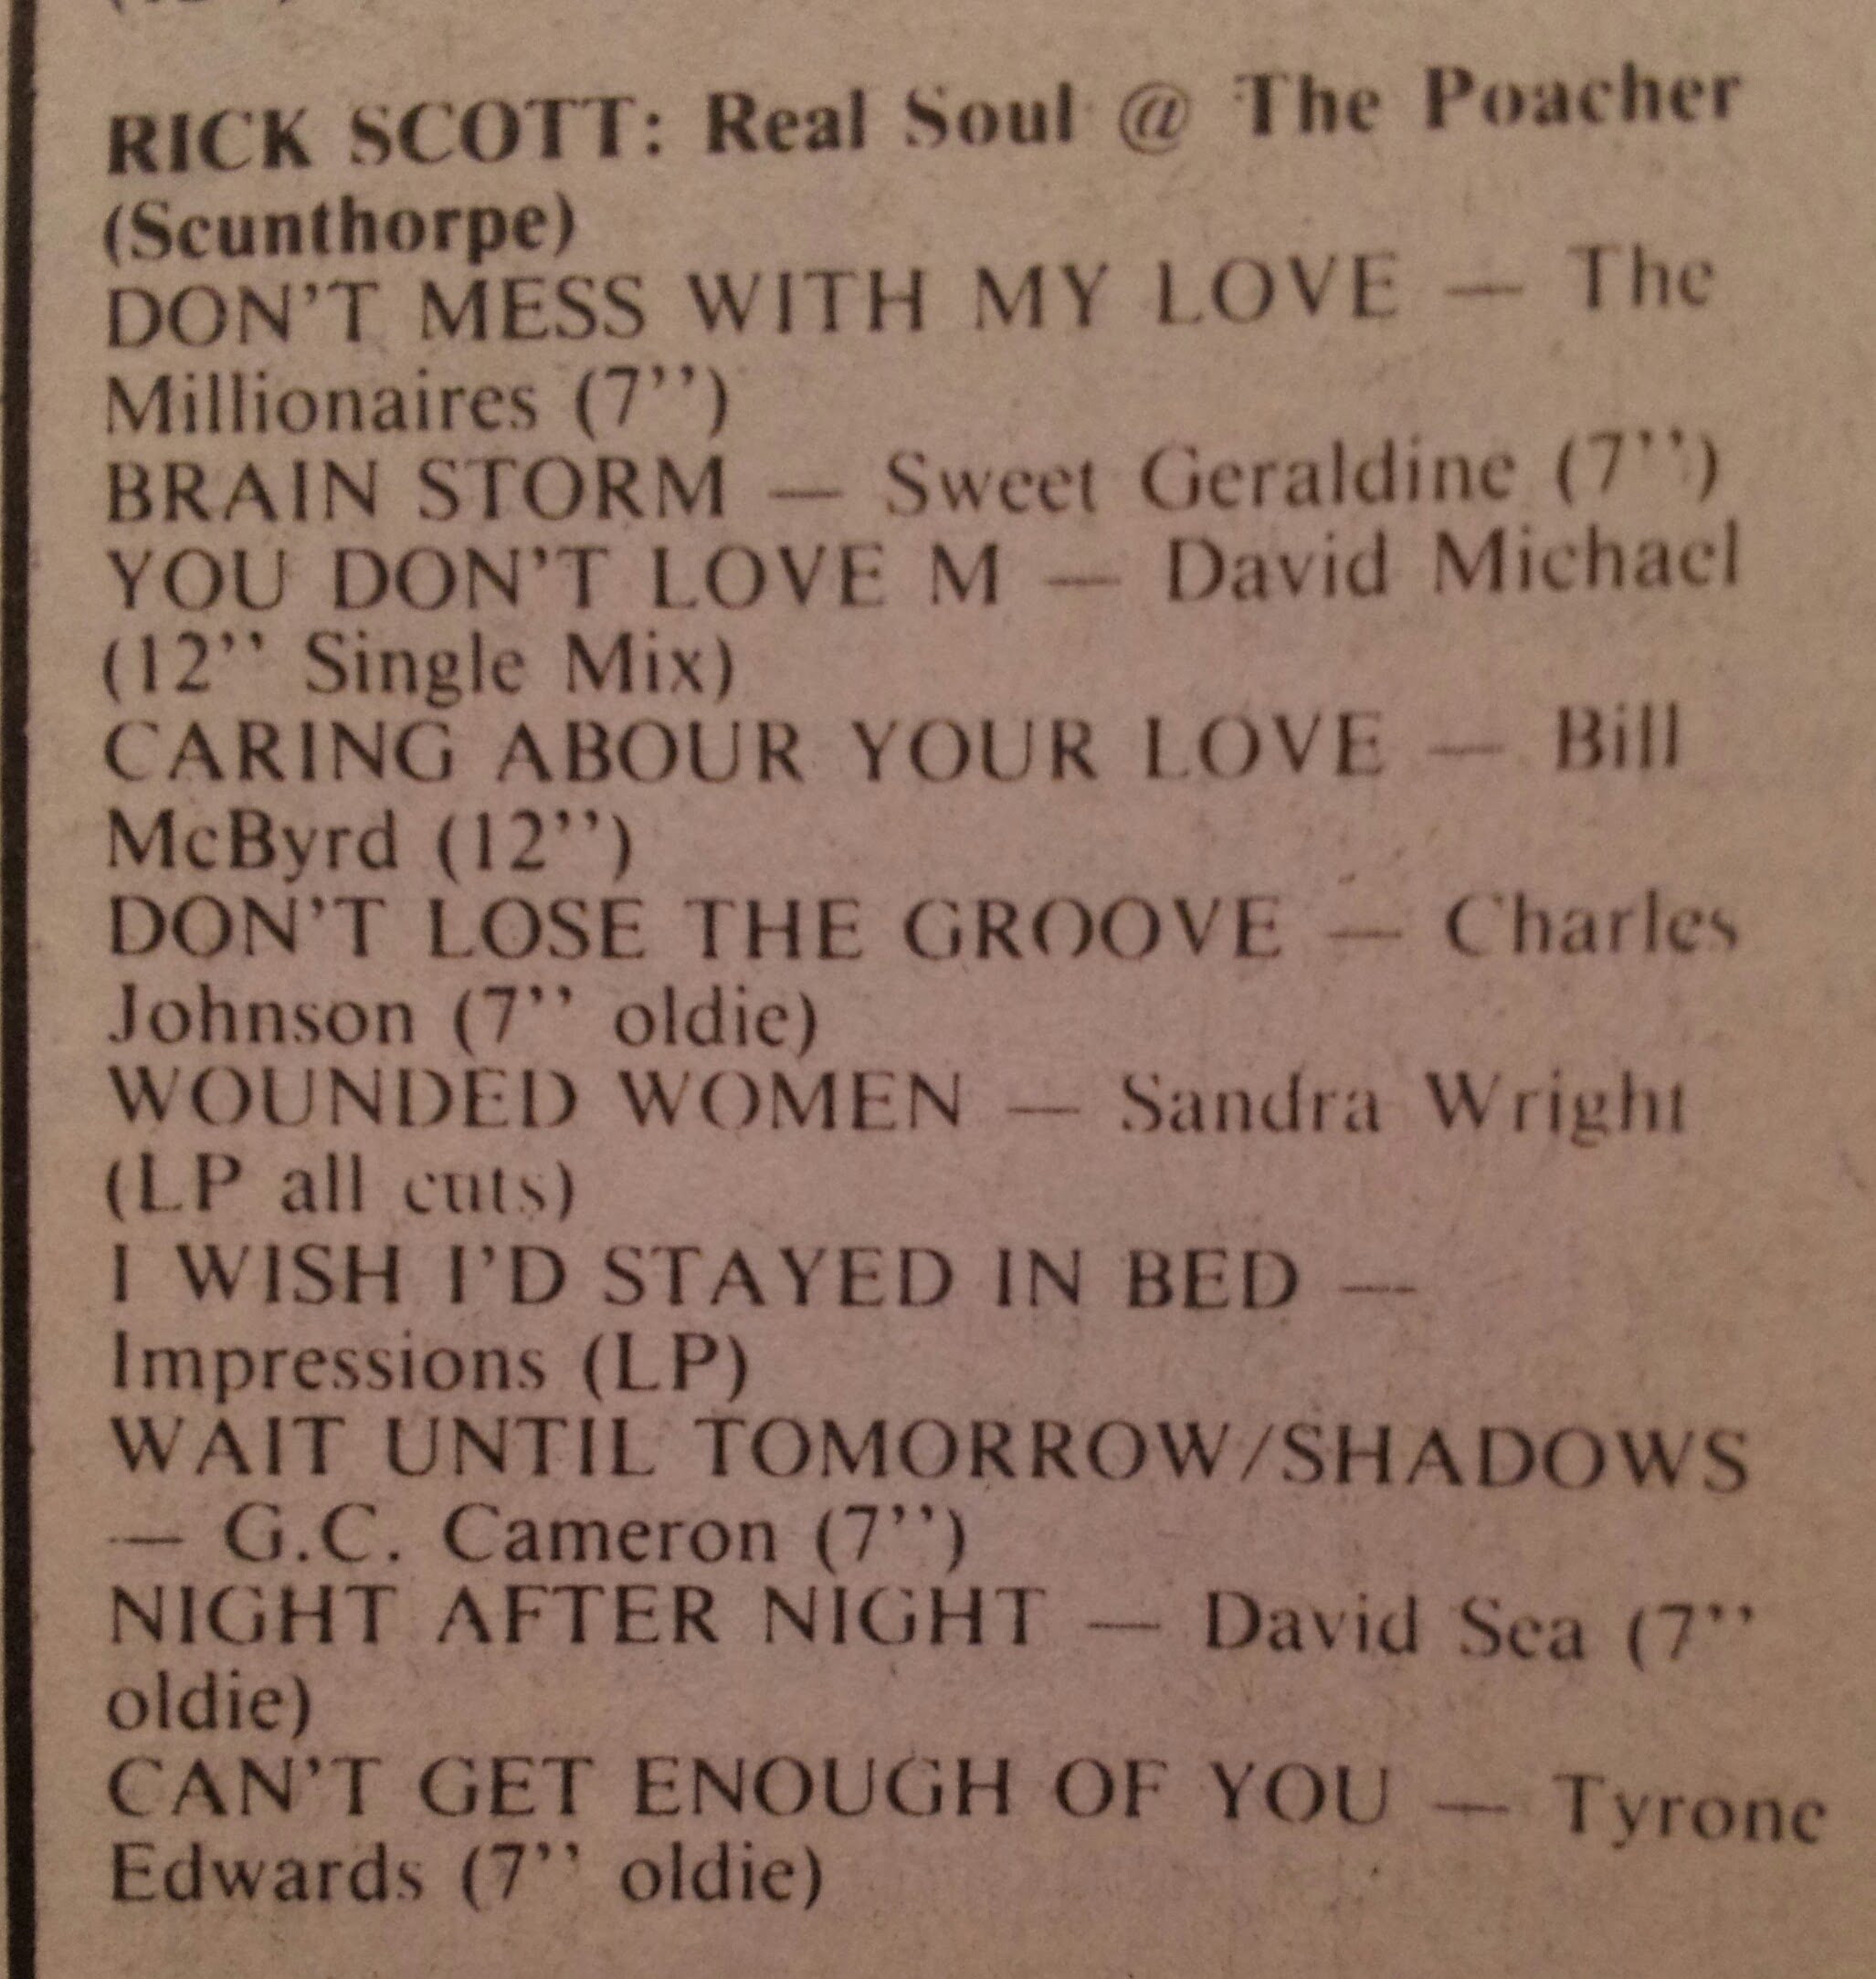 RICK SCOTT: Real Soul @ The Poacher
(Scunthorpe)
DON'T MESS WITH MY LOVE — The
Millionaires (7'')
BRAIN STORM — Sweet Geraldine (7'')
YOU DON'T LOVE M — David Michael
(12'' Single Mix)
CARING ABOUR YOUR LOVE — Bill
McByrd (12'')
DON'T LOSE THE GROOVE — Charles
Johnson (7'' oldie)
WOUNDED WOMEN — Sandra Wright
(LP all cuts)
I WISH I'D STAYED IN BED —
Impressions (LP)
WAIT UNTIL TOMORROW/SHADOWS
— G.C. Cameron (7'')
NIGHT AFTER NIGHT — David Sea (7''
oldie)
CAN'T GET ENOUGH OF YOU — Tyrone
Edwards (7'' oldie)